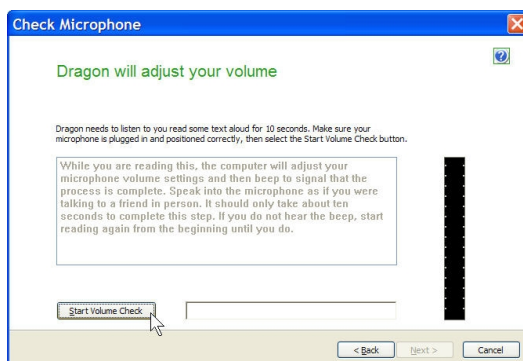 Check Microphone
Dragon will adjust your volume
Dragon needs to listen to you read some text aloud for 10 seconds. Make sure your
microphone is plugged in and positioned correctly, then select the Start Volume Check button.
While you are reading this, the computer will adjust your
microphone volume settings and then beep to signal that the
process is complete. Speak into the microphone as if you were
talking to a friend in person. It should only take about ten
seconds to complete this step. If you do not hear the beep, start
reading again from the beginning until you do.
Start Volume Check
< Back Next > Cancel